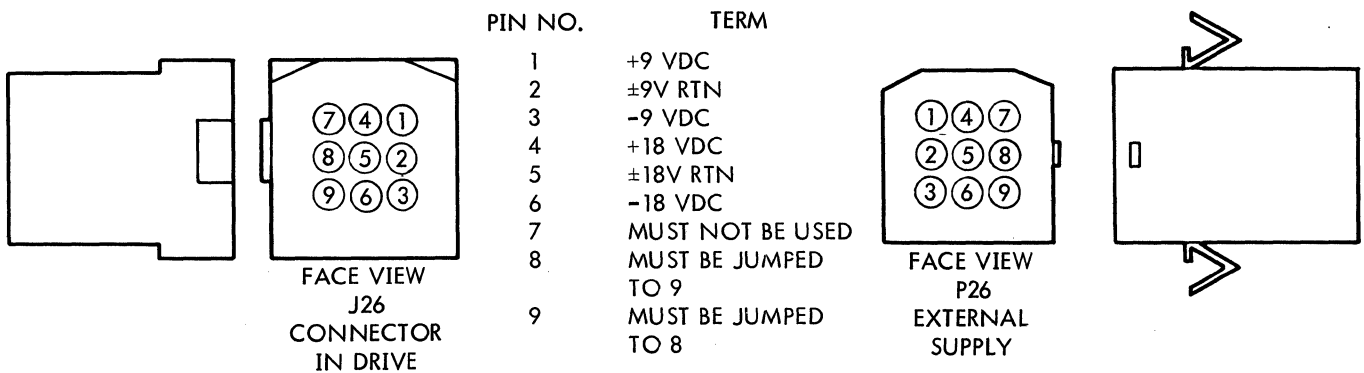 PIN NO. TERM
1 +9 VDC
2 ±9V RTN
3 -9 VDC
4 +18 VDC
5 ±18V RTN
6 -18 VDC
7 MUST NOT BE USED
8 MUST BE JUMPED
TO 9
9 MUST BE JUMPED
TO 8
7 4 1
8 5 2
9 6 3
FACE VIEW
J26
CONNECTOR
IN DRIVE
1 4 7
2 5 8
3 6 9
FACE VIEW
P26
EXTERNAL
SUPPLY